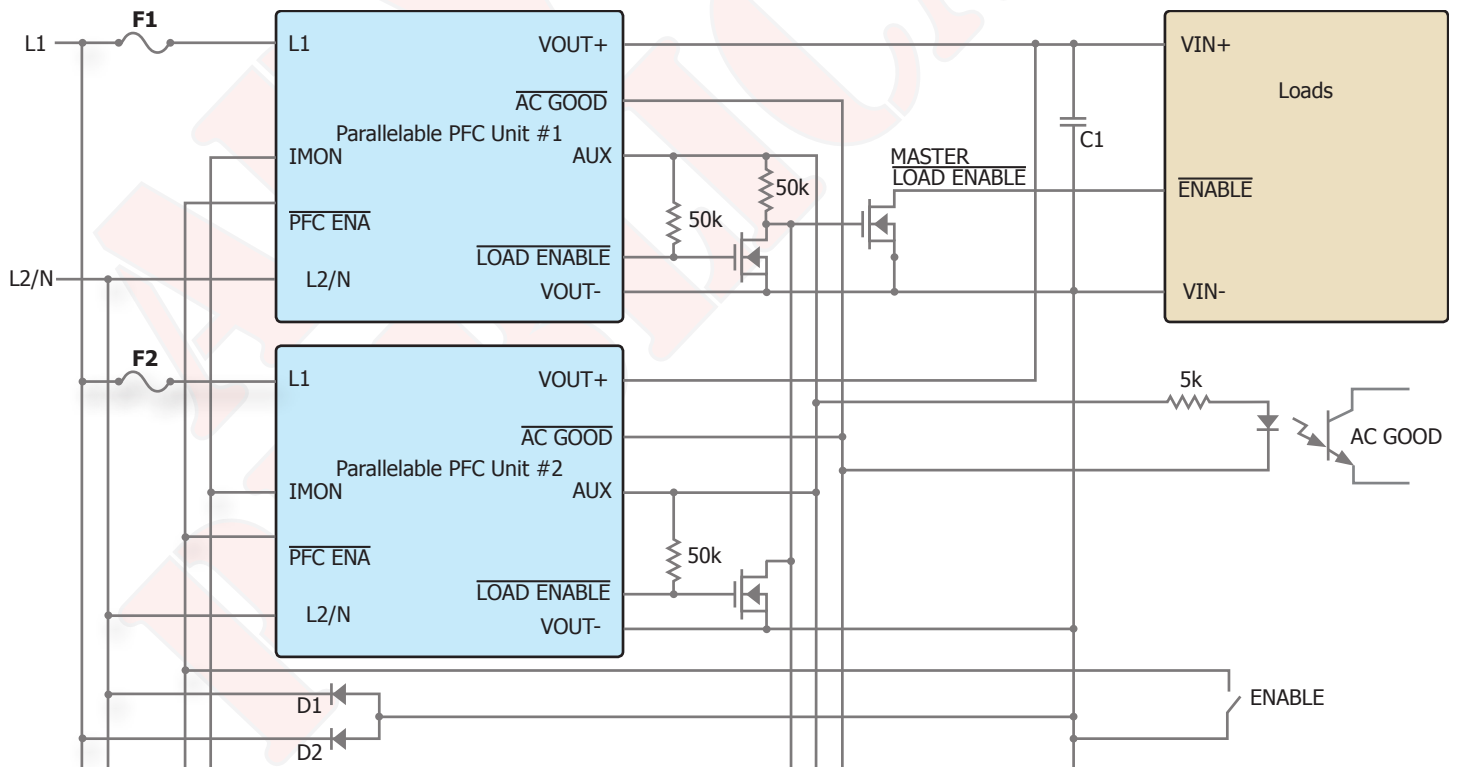 F1
L1
L1
VOUT+
VIN+
AC GOOD
Loads
Parallelable PFC Unit #1
C1
IMON
AUX
MASTER
LOAD ENABLE
50k
ENABLE
PFC ENA
50k
LOAD ENABLE
L2/N
L2/N
VOUT-
VIN-
F2
L1
VOUT+
5k
AC GOOD
AC GOOD
Parallelable PFC Unit #2
IMON
AUX
PFC ENA
50k
LOAD ENABLE
L2/N
VOUT-
D1
ENABLE
D2